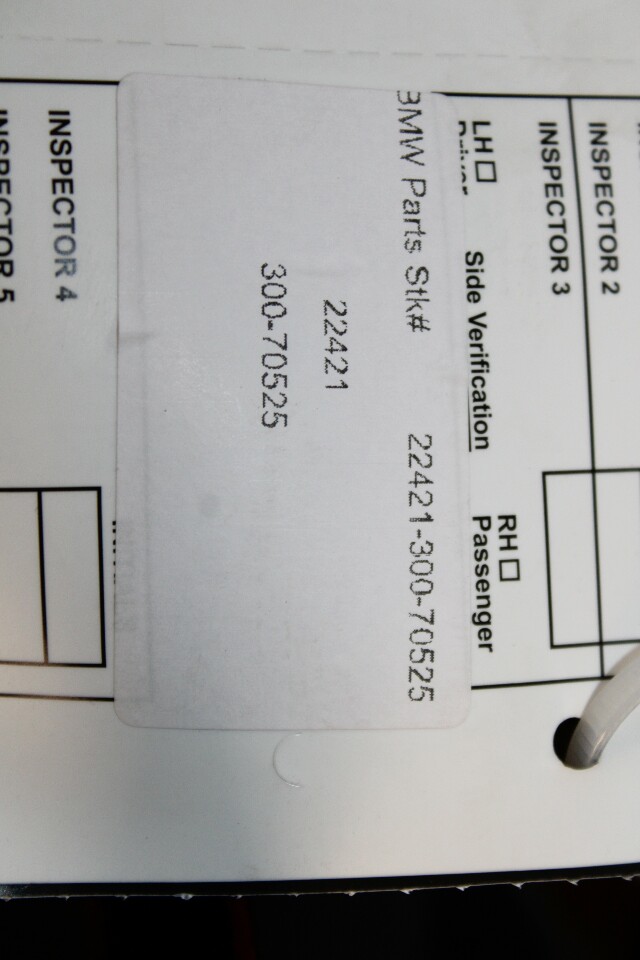 INSPECTOR 2
INSPECTOR 3
LH Side Verification RH
Driver Passenger
BMW Parts Stk# 22421-300-70525
22421
300-70525
INSPECTOR 4
INSPECTOR 5